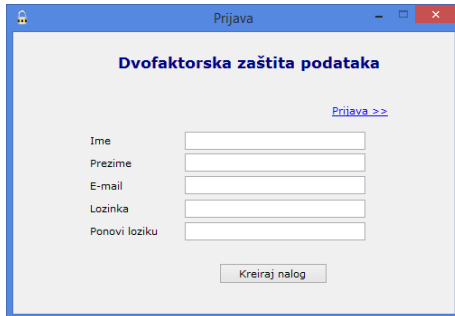 Prijava
Dvofaktorska zaštita podataka
Prijava >>
Ime
Prezime
E-mail
Lozinka
Ponovi loziku
Kreiraj nalog